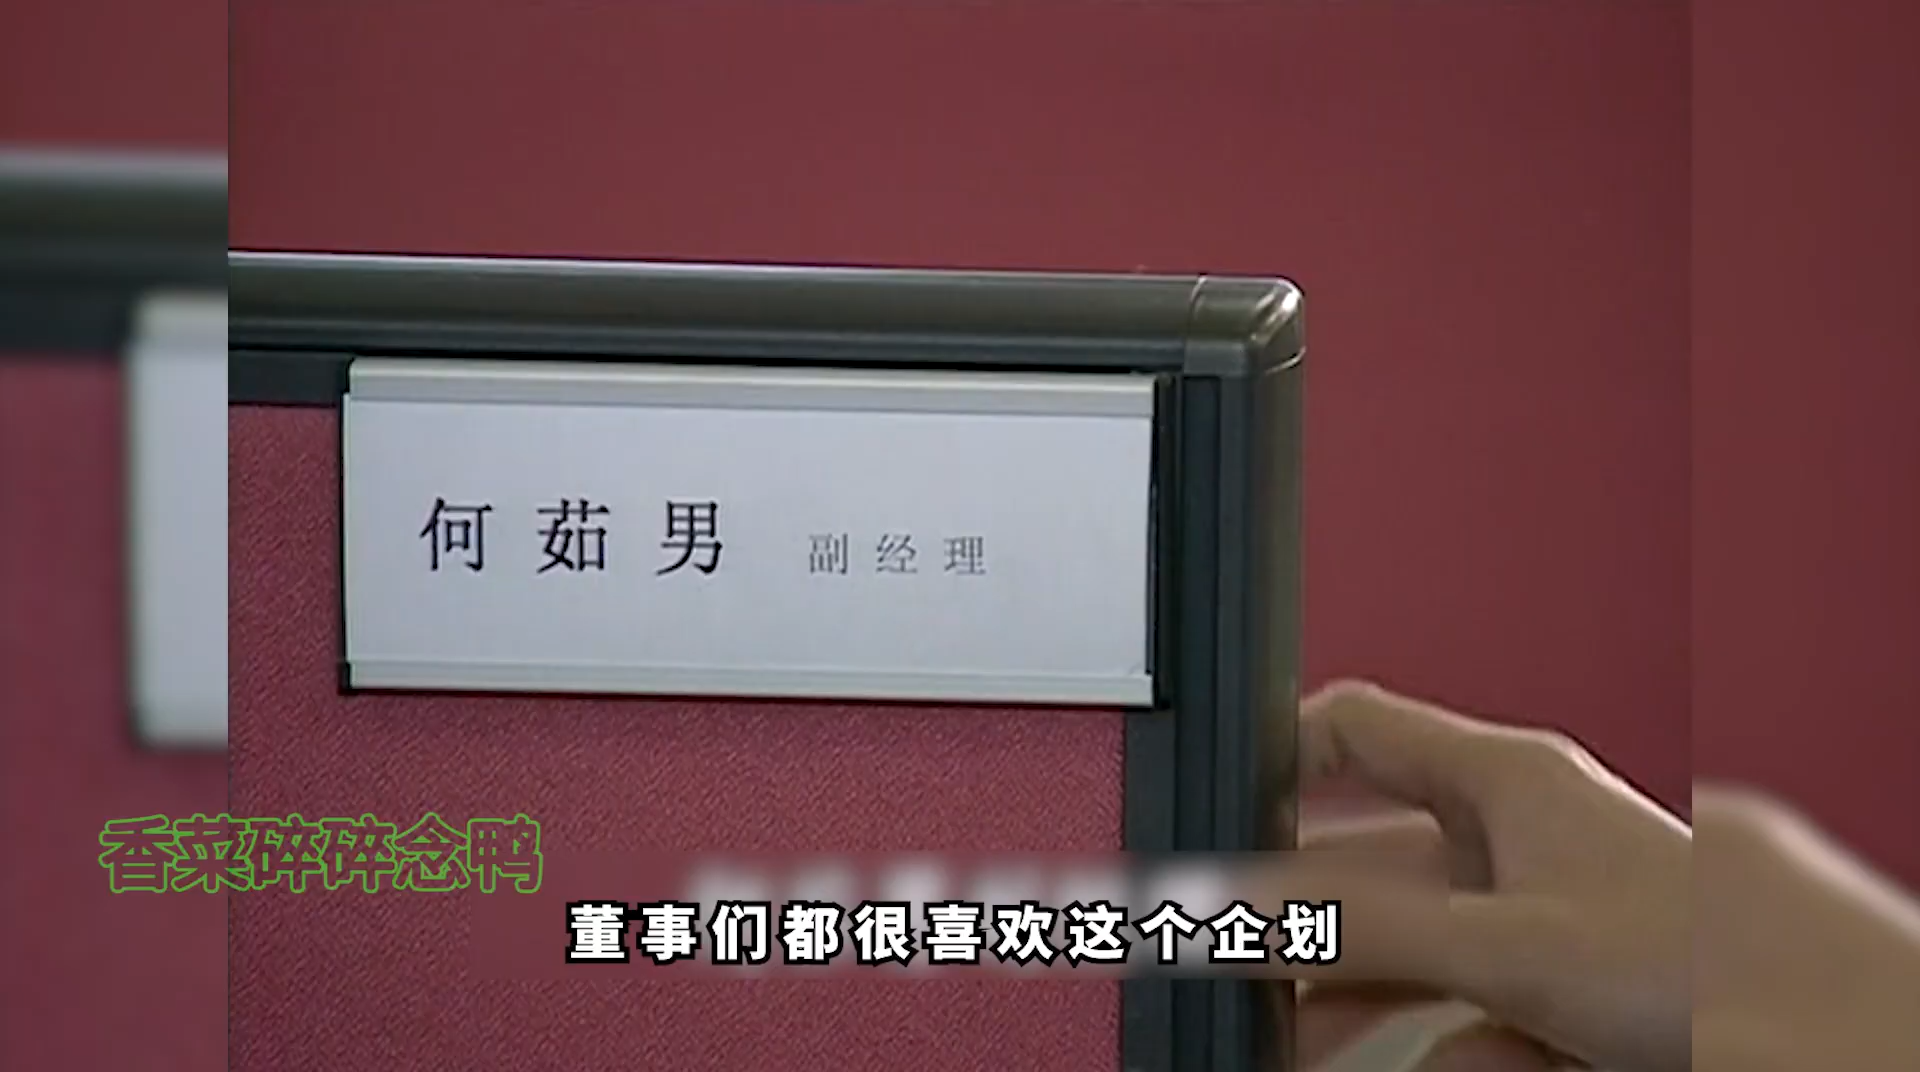 何茹男 副经理
香菜碎碎念鸭
董事们都很喜欢这个企划